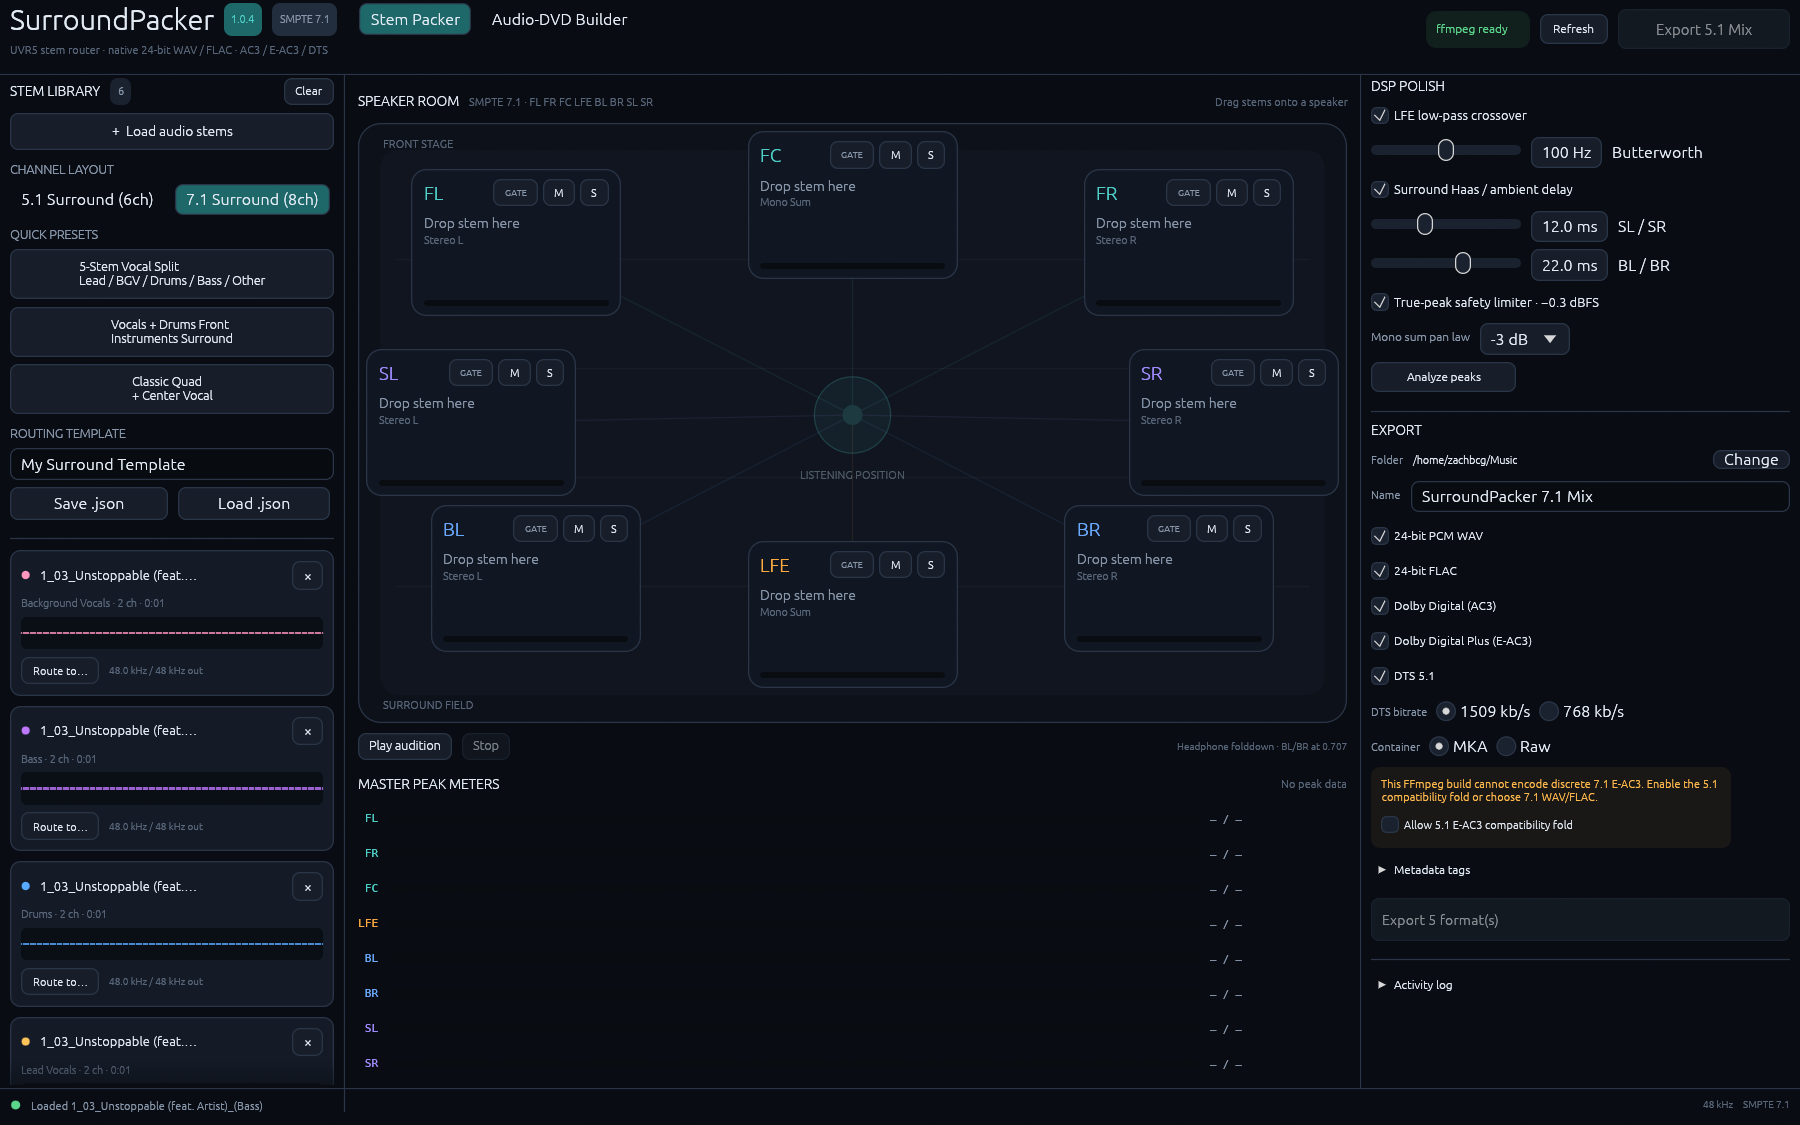 SurroundPacker 1.0.4 SMPTE 7.1 Stem Packer Audio-DVD Builder
UVR5 stem router · native 24-bit WAV / FLAC · AC3 / E-AC3 / DTS
ffmpeg ready Refresh Export 5.1 Mix
STEM LIBRARY 6 Clear
+ Load audio stems
CHANNEL LAYOUT
5.1 Surround (6ch) 7.1 Surround (8ch)
QUICK PRESETS
5-Stem Vocal Split
Lead / BGV / Drums / Bass / Other
Vocals + Drums Front
Instruments Surround
Classic Quad
+ Center Vocal
ROUTING TEMPLATE
My Surround Template
Save .json Load .json
1_03_Unstoppable (feat.... ×
Background Vocals · 2 ch · 0:01
Route to... 48.0 kHz / 48 kHz out
1_03_Unstoppable (feat.... ×
Bass · 2 ch · 0:01
Route to... 48.0 kHz / 48 kHz out
1_03_Unstoppable (feat.... ×
Drums · 2 ch · 0:01
Route to... 48.0 kHz / 48 kHz out
1_03_Unstoppable (feat.... ×
Lead Vocals · 2 ch · 0:01
SPEAKER ROOM SMPTE 7.1 · FL FR FC LFE BL BR SL SR Drag stems onto a speaker
FRONT STAGE
FC GATE M S
Drop stem here
Mono Sum
FL GATE M S
Drop stem here
Stereo L
FR GATE M S
Drop stem here
Stereo R
SL GATE M S
Drop stem here
Stereo L
SR GATE M S
Drop stem here
Stereo R
LISTENING POSITION
BL GATE M S
Drop stem here
Stereo L
BR GATE M S
Drop stem here
Stereo R
LFE GATE M S
Drop stem here
Mono Sum
SURROUND FIELD
Play audition Stop Headphone folddown · BL/BR at 0.707
MASTER PEAK METERS No peak data
FL – / –
FR – / –
FC – / –
LFE – / –
BL – / –
BR – / –
SL – / –
SR – / –
DSP POLISH
LFE low-pass crossover
100 Hz Butterworth
Surround Haas / ambient delay
12.0 ms SL / SR
22.0 ms BL / BR
True-peak safety limiter · −0.3 dBFS
Mono sum pan law -3 dB
Analyze peaks
EXPORT
Folder /home/zachbcg/Music Change
Name SurroundPacker 7.1 Mix
24-bit PCM WAV
24-bit FLAC
Dolby Digital (AC3)
Dolby Digital Plus (E-AC3)
DTS 5.1
DTS bitrate 1509 kb/s 768 kb/s
Container MKA Raw
This FFmpeg build cannot encode discrete 7.1 E-AC3. Enable the 5.1
compatibility fold or choose 7.1 WAV/FLAC.
Allow 5.1 E-AC3 compatibility fold
Metadata tags
Export 5 format(s)
Activity log
Loaded 1_03_Unstoppable (feat. Artist)_(Bass) 48 kHz SMPTE 7.1